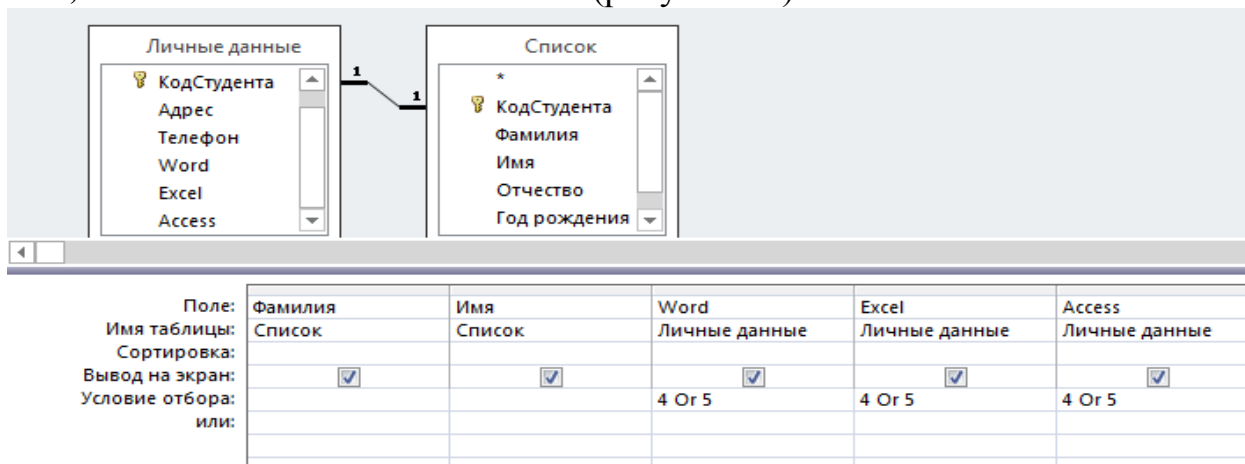 Личные данные
КодСтудента
Адрес
Телефон
Word
Excel
Access
1
1
Список
*
КодСтудента
Фамилия
Имя
Отчество
Год рождения
Поле: Фамилия Имя Word Excel Access
Имя таблицы: Список Список Личные данные Личные данные Личные данные
Сортировка:
Вывод на экран:
Условие отбора: 4 Or 5 4 Or 5 4 Or 5
или: